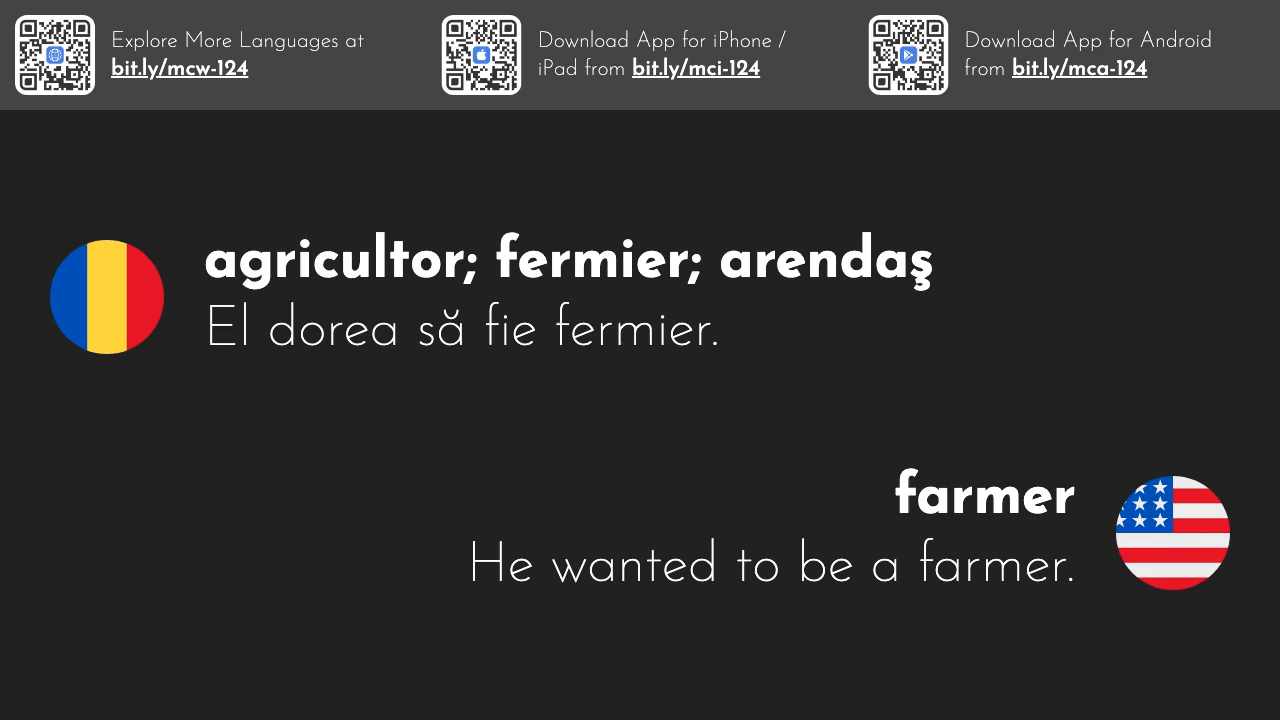 Explore More Languages at
bit.ly/mcw-124
Download App for iPhone /
iPad from bit.ly/mci-124
Download App for Android
from bit.ly/mca-124
agricultor; fermier; arendaş
El dorea să fie fermier.
farmer
He wanted to be a farmer.